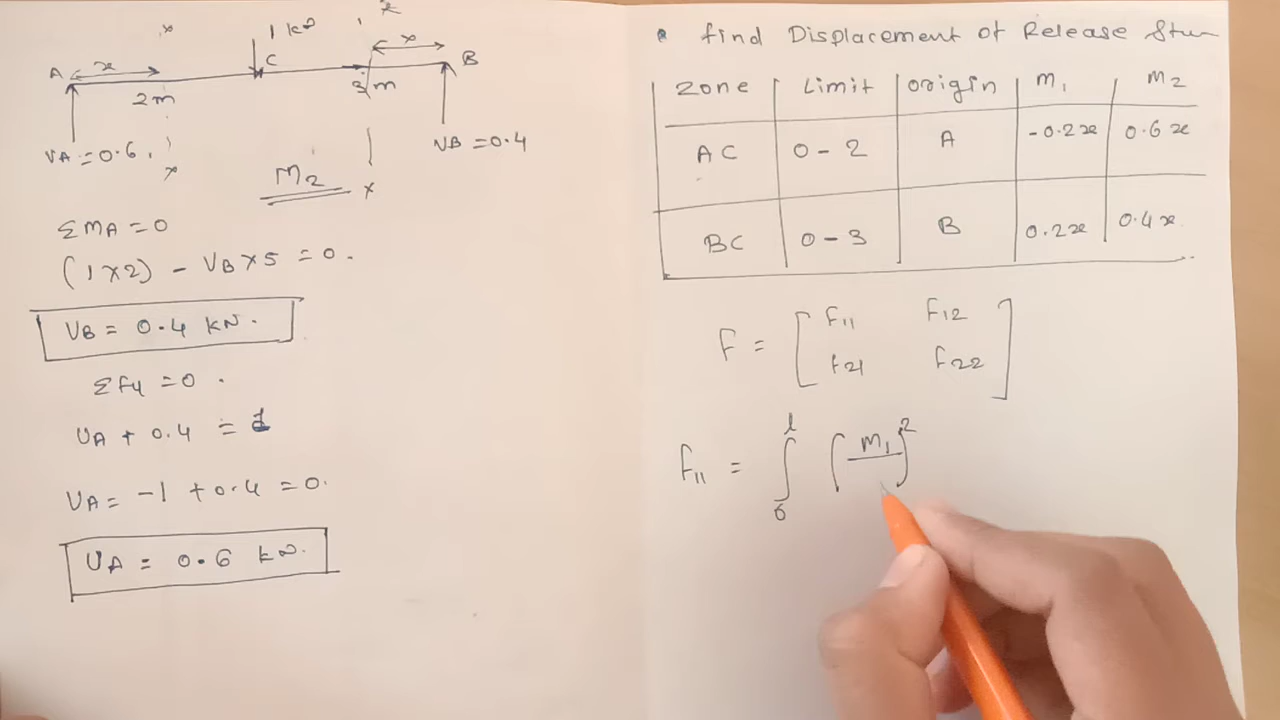 1 kN
A x C x B
2m 3m
VA = 0.6 VB = 0.4
M2
x x
ΣMA = 0
(1x2) - VB x 5 = 0.
VB = 0.4 kN.
ΣFy = 0.
VA + 0.4 = 1
VA = -1 + 0.4 = 0.
VA = 0.6 kN.
• find Displacement of Release Stru
Zone Limit origin m1 m2
AC 0 - 2 A -0.2x 0.6x
BC 0 - 3 B 0.2x 0.4x
F = [ F11 F12
F21 F22 ]
F11 = ∫ 0 l (m1)2